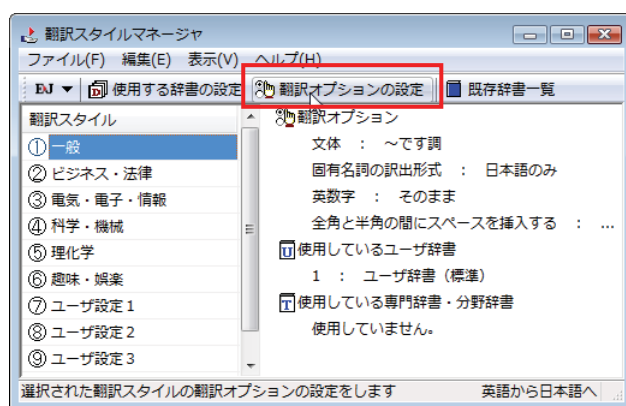 翻訳スタイルマネージャ
ファイル(F) 編集(E) 表示(V) ヘルプ(H)
EJ ▼ 使用する辞書の設定 翻訳オプションの設定 既存辞書一覧
翻訳スタイル
① 一般
② ビジネス・法律
③ 電気・電子・情報
④ 科学・機械
⑤ 理化学
⑥ 趣味・娯楽
⑦ ユーザ設定1
⑧ ユーザ設定2
⑨ ユーザ設定3
翻訳オプション
文体 : ~です調
固有名詞の訳出形式 : 日本語のみ
英数字 : そのまま
全角と半角の間にスペースを挿入する : ...
U 使用しているユーザ辞書
1 : ユーザ辞書(標準)
T 使用している専門辞書・分野辞書
使用していません。
選択された翻訳スタイルの翻訳オプションの設定をします 英語から日本語へ